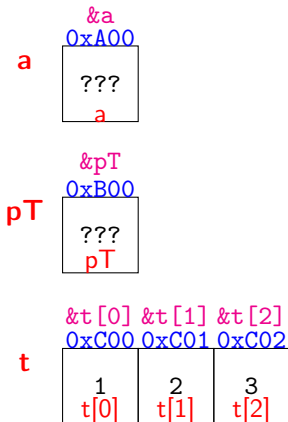 &a
0xA00
a
???
a
&pT
0xB00
pT
???
pT
&t[0] &t[1] &t[2]
0xC00 0xC01 0xC02
t
1 2 3
t[0] t[1] t[2]